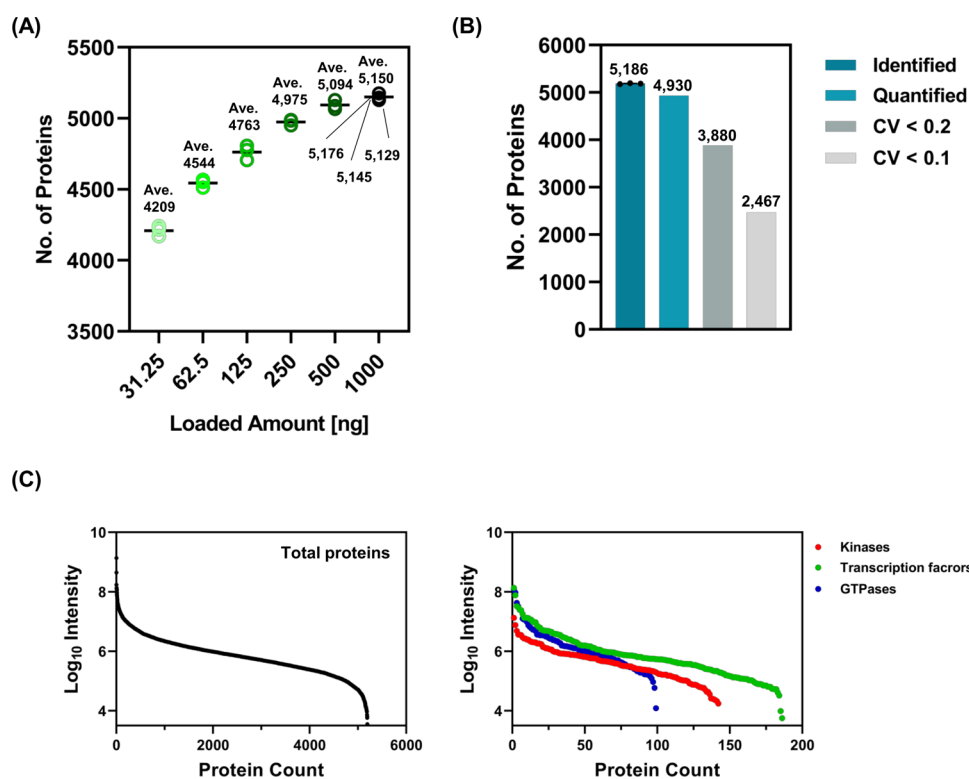 (A)
No. of Proteins
5500
5000
4500
4000
3500
Ave.
4209
Ave.
4544
Ave.
4763
Ave.
4,975
Ave.
5,094
Ave.
5,150
5,176
5,145
5,129
31.25
62.5
125
250
500
1000
Loaded Amount [ng]
(B)
No. of Proteins
6000
5000
4000
3000
2000
1000
0
5,186
4,930
3,880
2,467
Identified
Quantified
CV < 0.2
CV < 0.1
(C)
Log10 Intensity
10
8
6
4
Total proteins
0
2000
4000
6000
Protein Count
Log10 Intensity
10
8
6
4
0
50
100
150
200
Protein Count
Kinases
Transcription facrors
GTPases